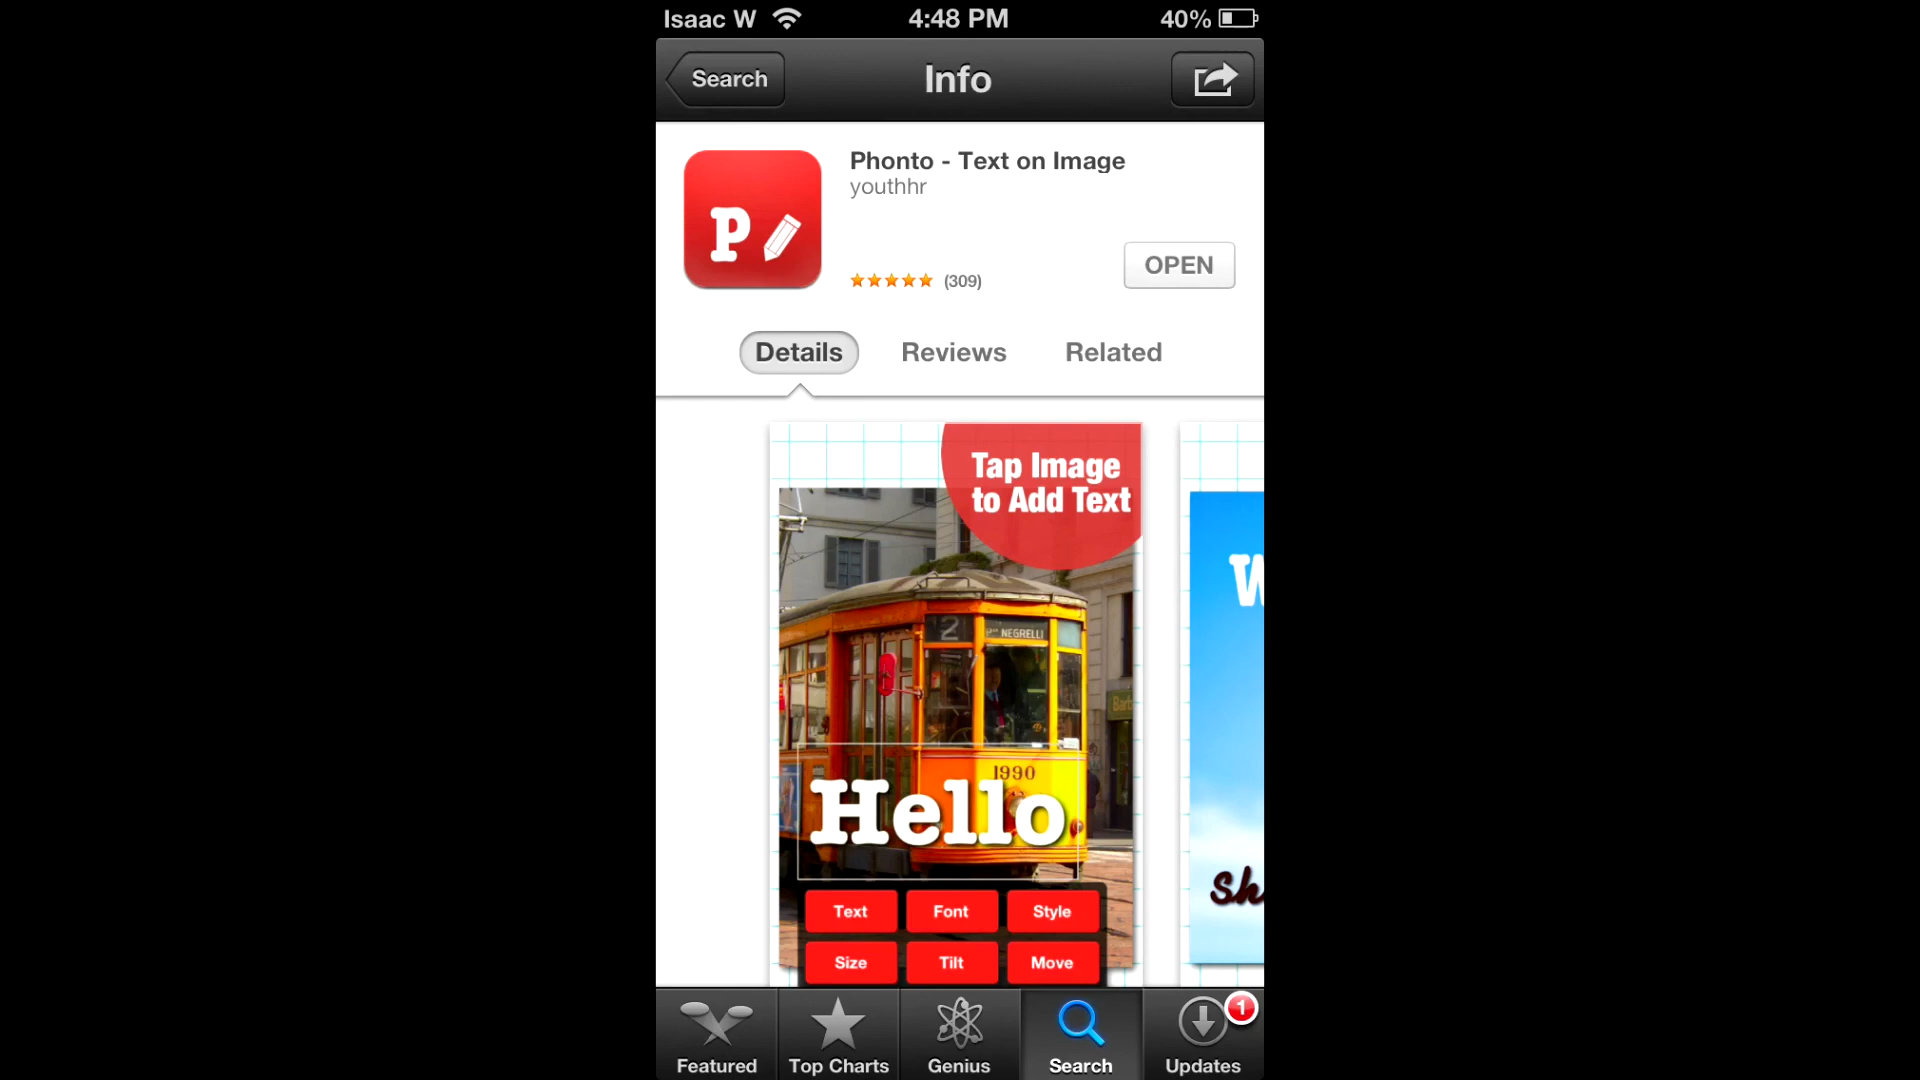 Isaac W 4:48 PM 40%
Search Info
Phonto - Text on Image
youthhr
P
(309)
OPEN
Details Reviews Related
Tap Image
to Add Text
2 NEGRELLI
1990
Hello
Text Font Style
Size Tilt Move
1
Featured Top Charts Genius Search Updates